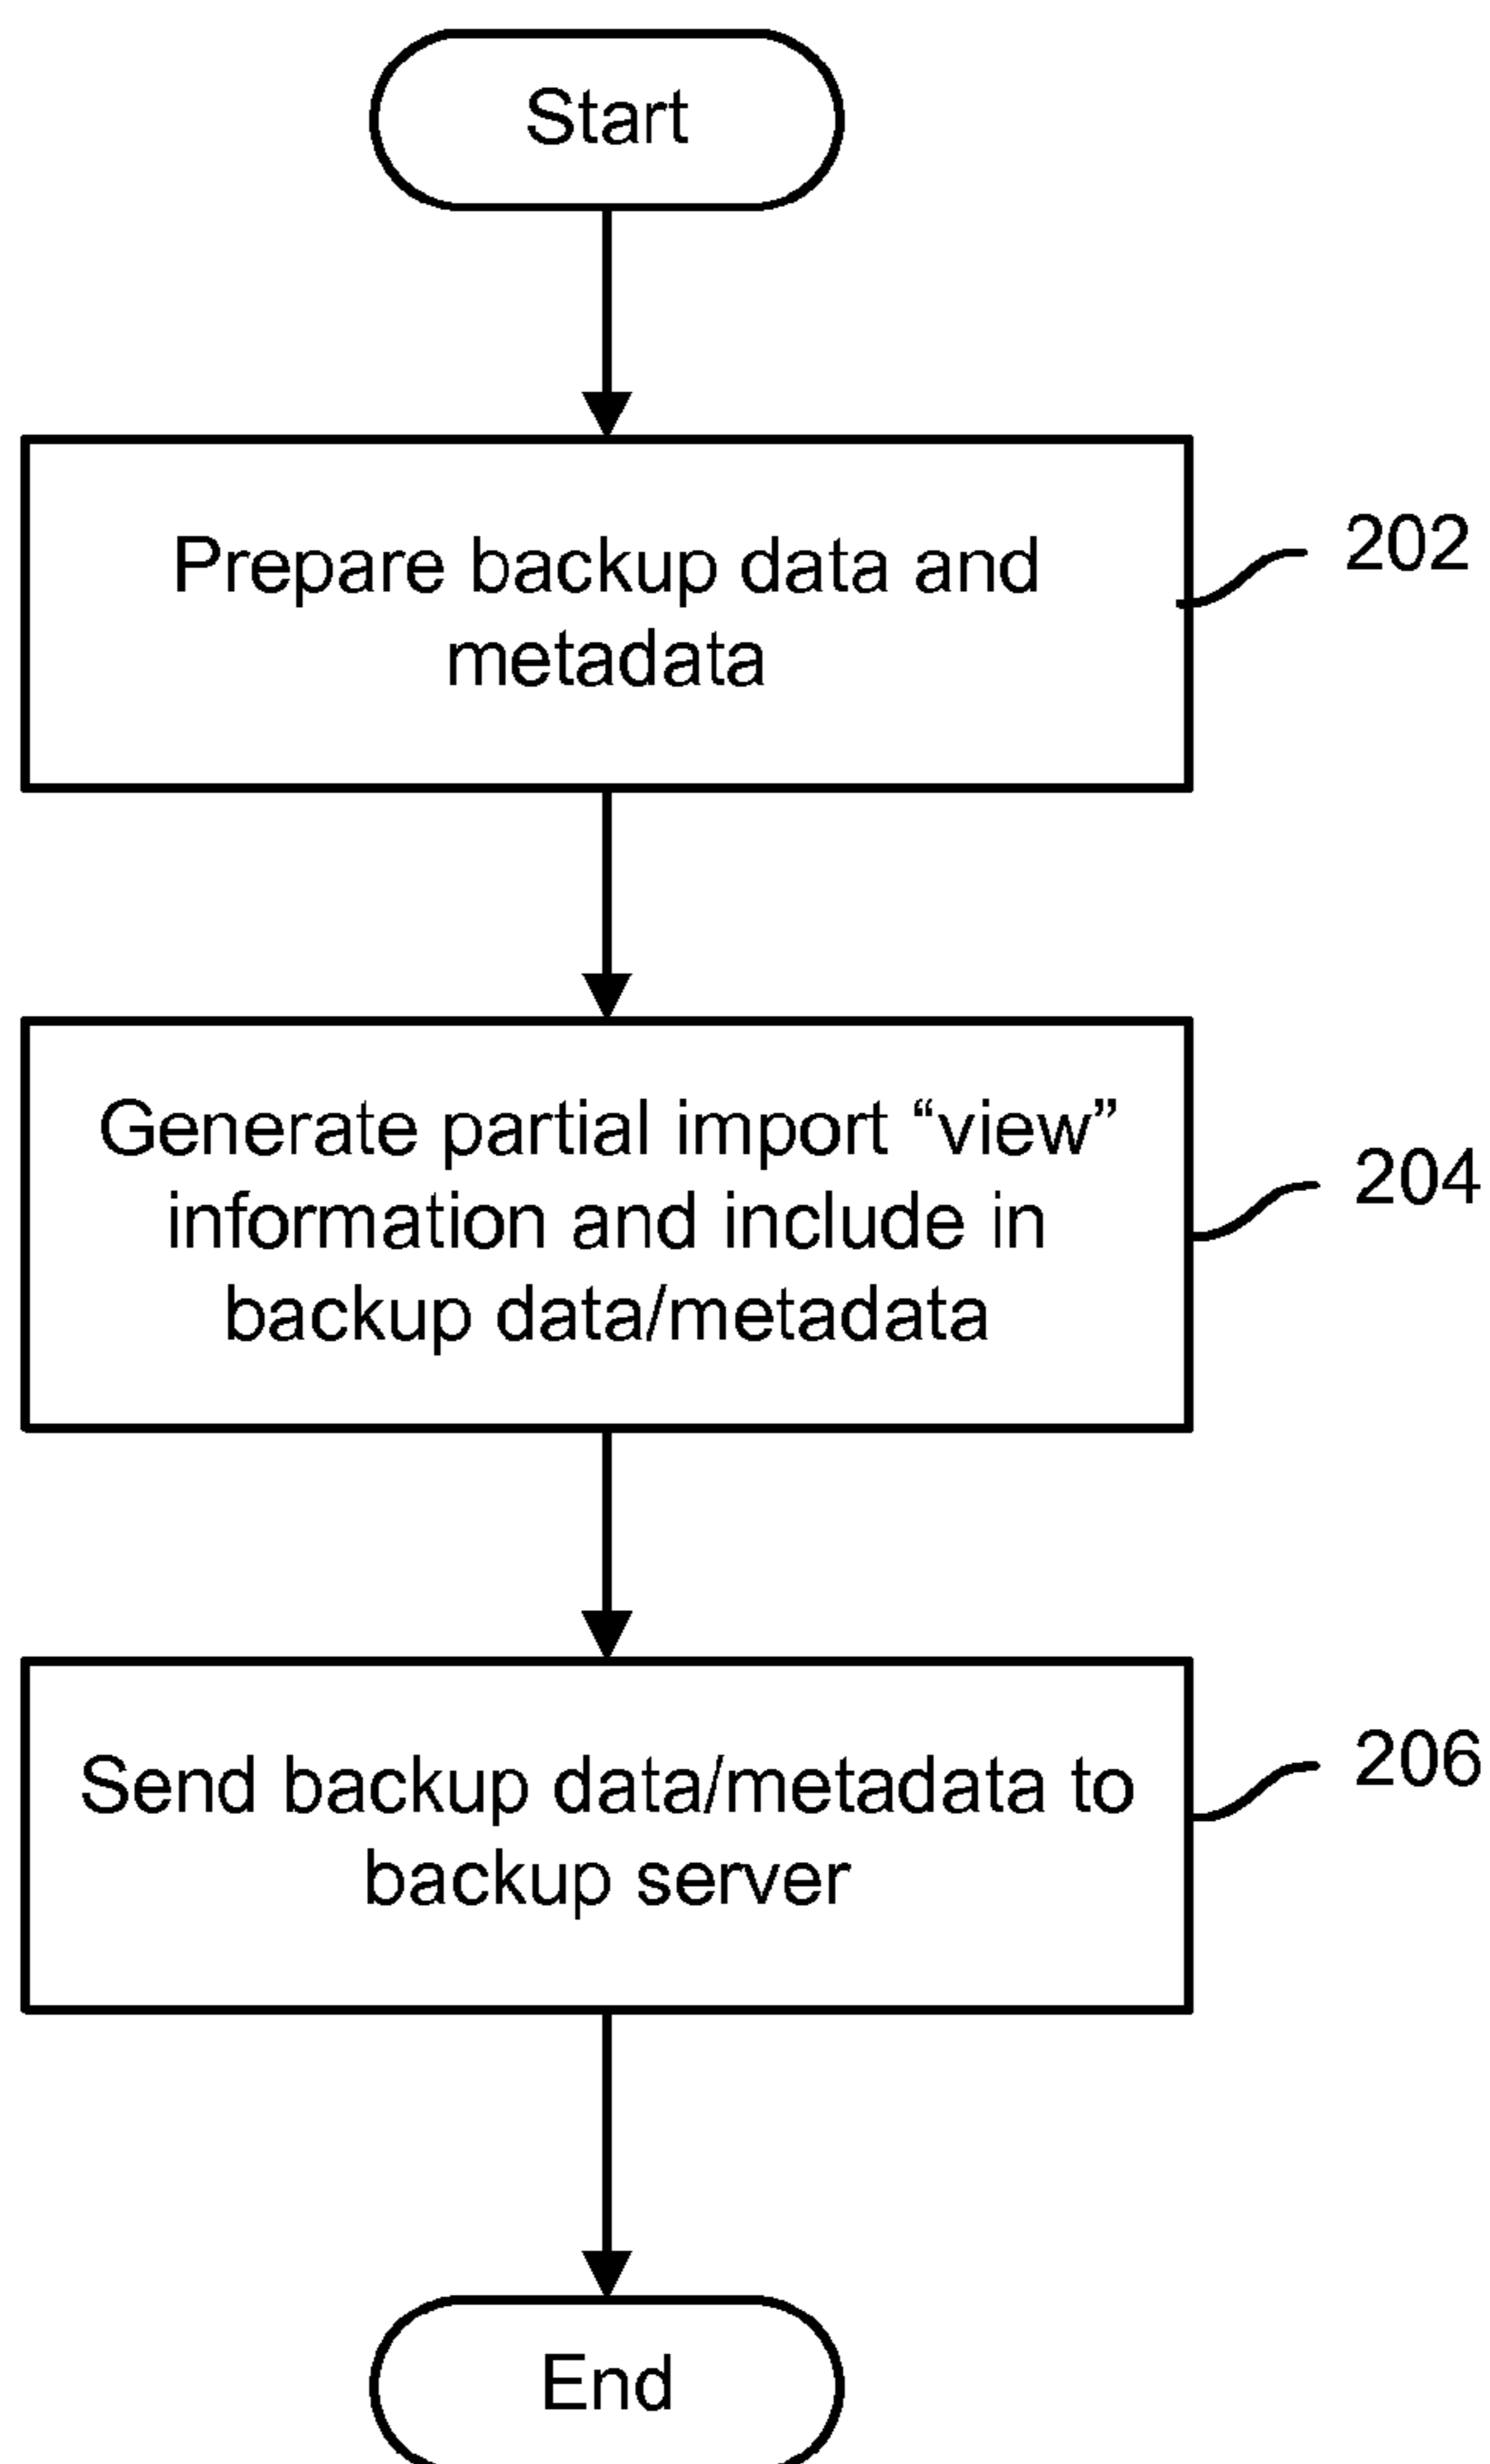 Start
Prepare backup data and
metadata
202
Generate partial import “view”
information and include in
backup data/metadata
204
Send backup data/metadata to
backup server
206
End